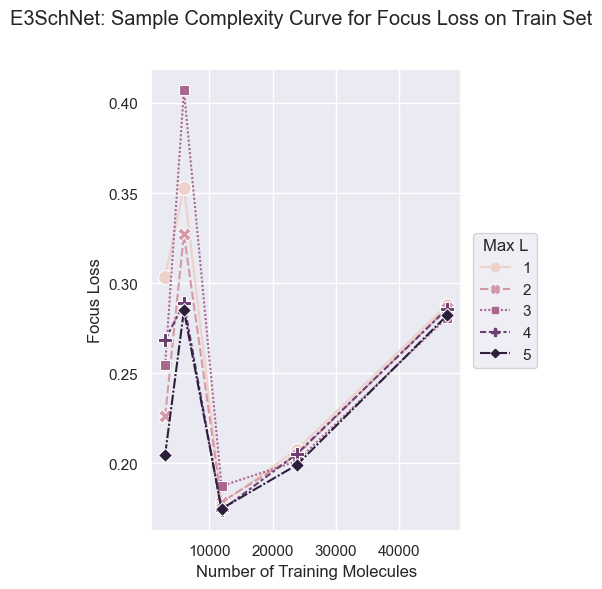 E3SchNet: Sample Complexity Curve for Focus Loss on Train Set
0.40
0.35
0.30
0.25
0.20
Focus Loss
10000 20000 30000 40000
Number of Training Molecules
Max L
1
2
3
4
5